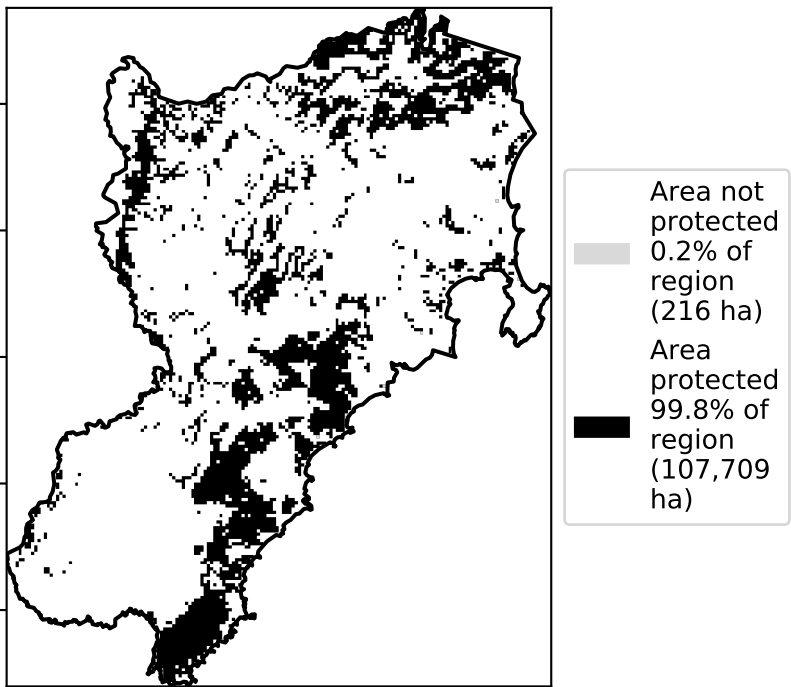 Area not
protected
0.2% of
region
(216 ha)
Area
protected
99.8% of
region
(107,709
ha)